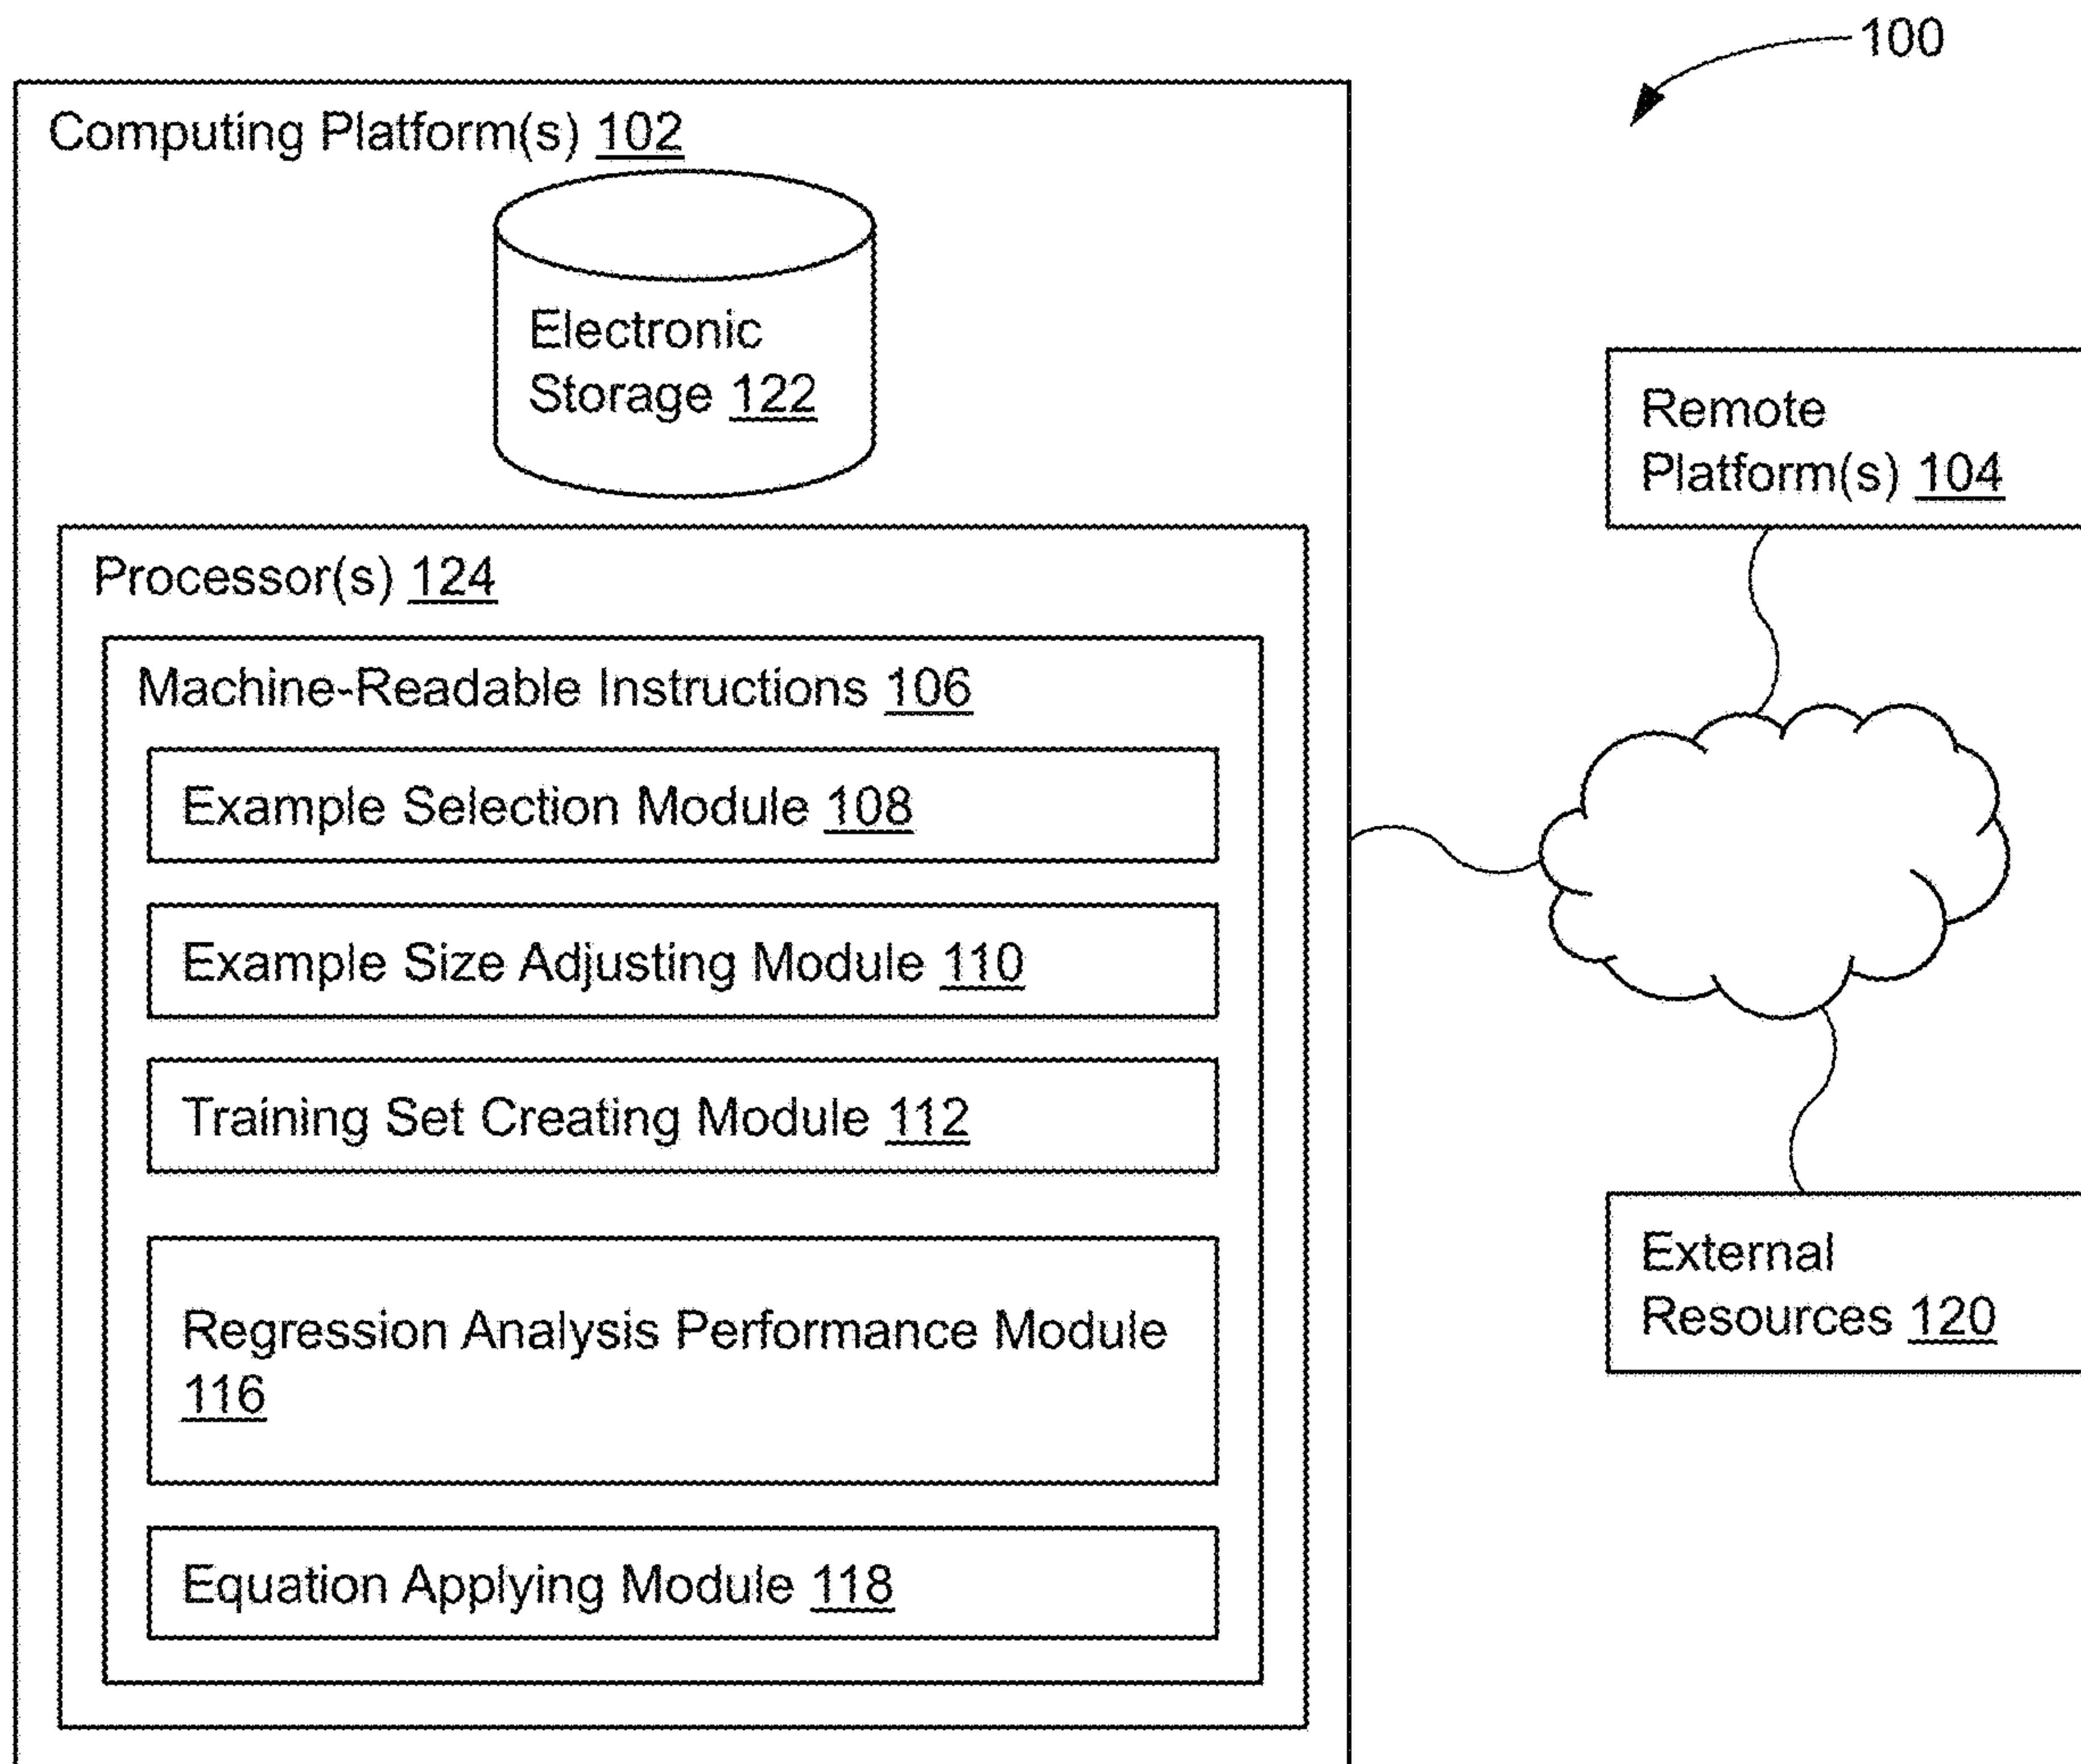 100
Computing Platform(s) 102
Electronic
Storage 122
Remote
Platform(s) 104
Processor(s) 124
Machine-Readable Instructions 106
Example Selection Module 108
Example Size Adjusting Module 110
Training Set Creating Module 112
Regression Analysis Performance Module
116
Equation Applying Module 118
External
Resources 120